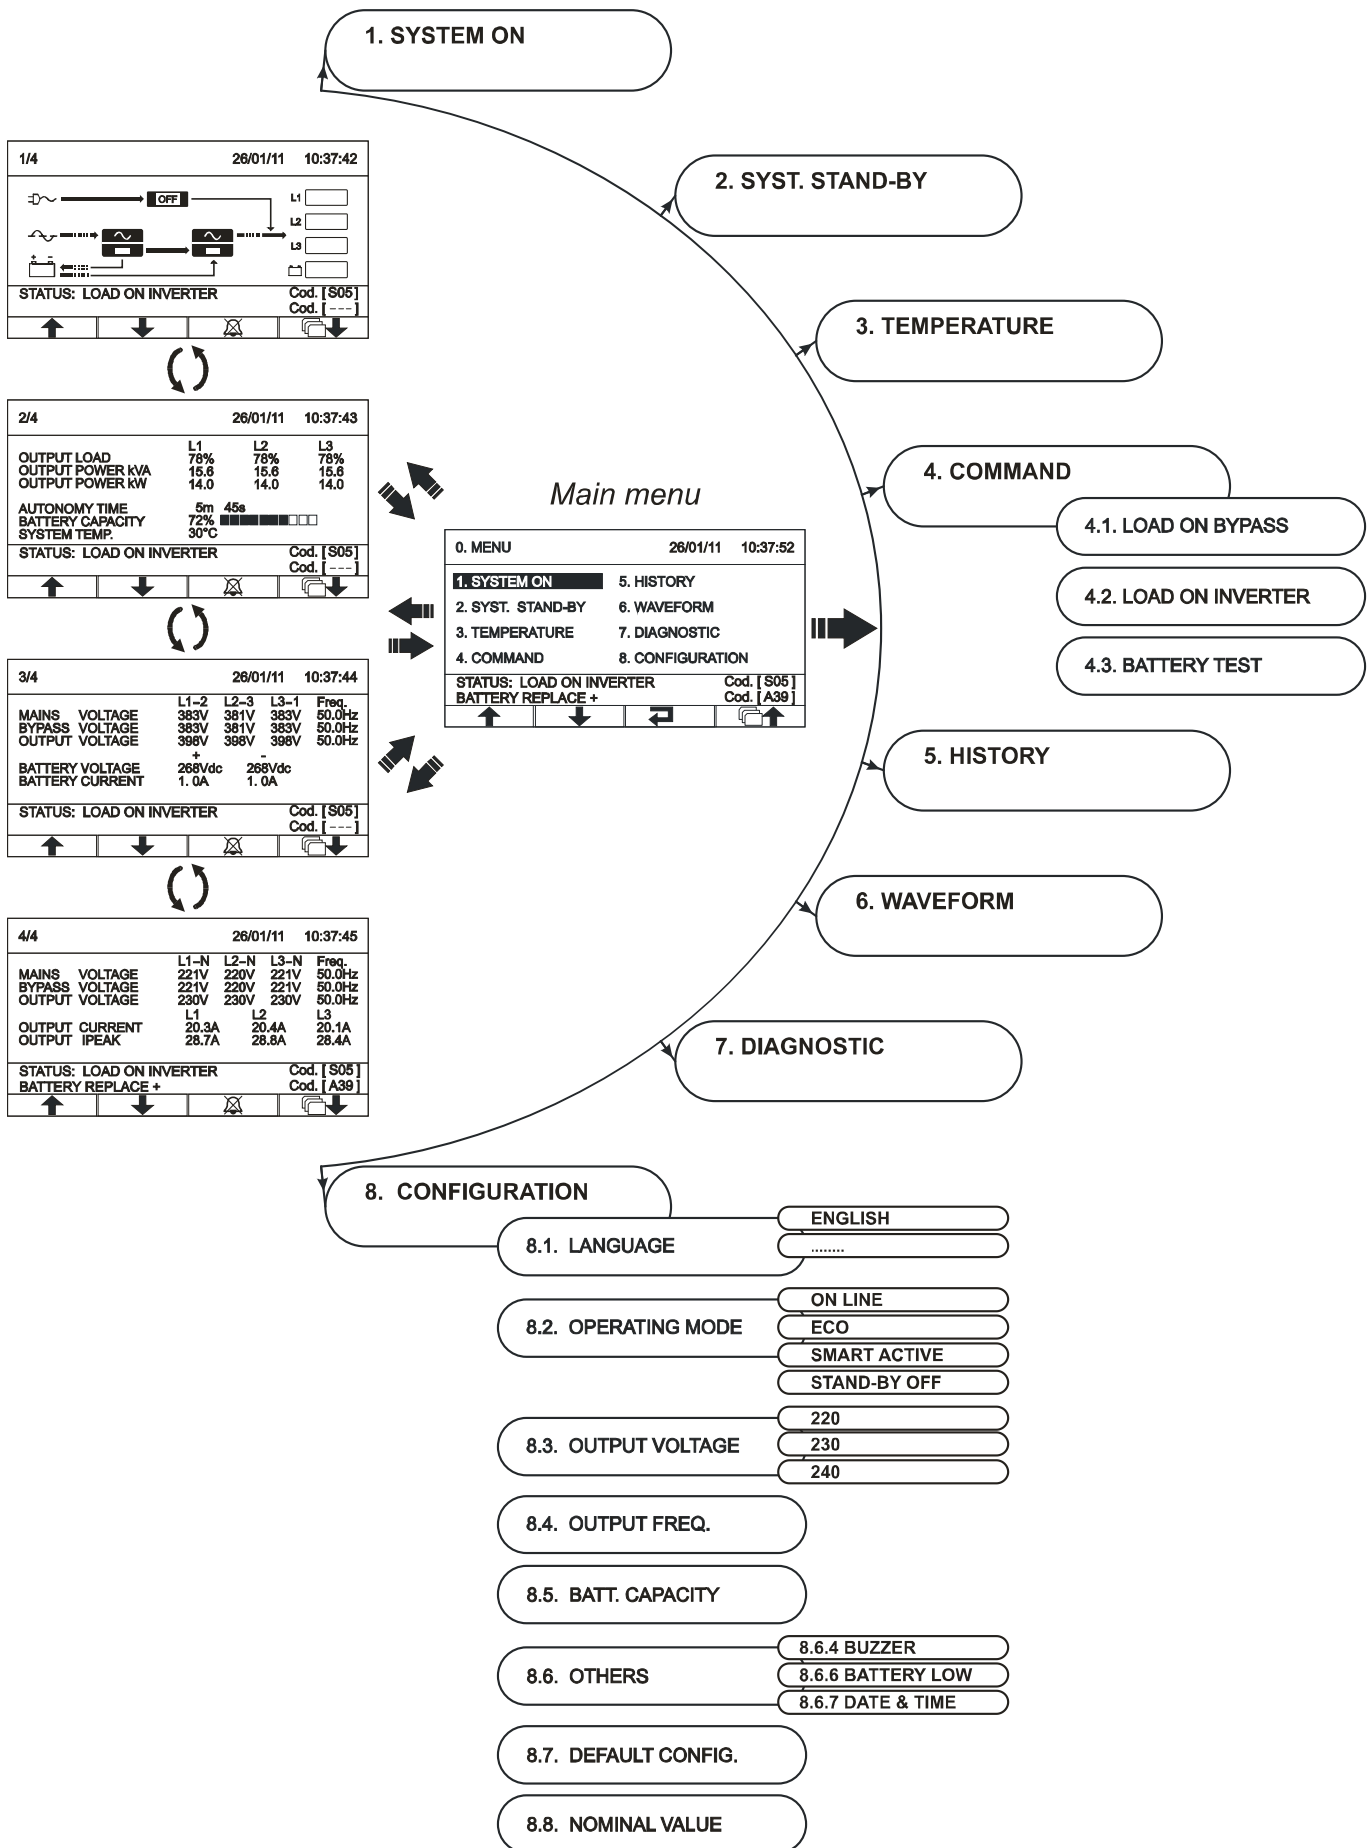 1. SYSTEM ON
2. SYST. STAND-BY
3. TEMPERATURE
4. COMMAND
4.1. LOAD ON BYPASS
4.2. LOAD ON INVERTER
4.3. BATTERY TEST
5. HISTORY
6. WAVEFORM
7. DIAGNOSTIC
1/4 26/01/11 10:37:42
OFF
L1
L2
L3
+ -
STATUS: LOAD ON INVERTER Cod. [S05]
Cod. [---]
2/4 26/01/11 10:37:43
L1 L2 L3
OUTPUT LOAD 78% 78% 78%
OUTPUT POWER kVA 15.6 15.6 15.6
OUTPUT POWER kW 14.0 14.0 14.0
AUTONOMY TIME 5m 45s
BATTERY CAPACITY 72%
SYSTEM TEMP. 30°C
STATUS: LOAD ON INVERTER Cod. [S05]
Cod. [---]
3/4 26/01/11 10:37:44
L1-2 L2-3 L3-1 Freq.
MAINS VOLTAGE 383V 381V 383V 50.0Hz
BYPASS VOLTAGE 383V 381V 383V 50.0Hz
OUTPUT VOLTAGE 398V 398V 398V 50.0Hz
+ -
BATTERY VOLTAGE 268Vdc 268Vdc
BATTERY CURRENT 1. 0A 1. 0A
STATUS: LOAD ON INVERTER Cod. [S05]
Cod. [---]
4/4 26/01/11 10:37:45
L1-N L2-N L3-N Freq.
MAINS VOLTAGE 221V 220V 221V 50.0Hz
BYPASS VOLTAGE 221V 220V 221V 50.0Hz
OUTPUT VOLTAGE 230V 230V 230V 50.0Hz
L1 L2 L3
OUTPUT CURRENT 20.3A 20.4A 20.1A
OUTPUT IPEAK 28.7A 28.8A 28.4A
STATUS: LOAD ON INVERTER Cod. [S05]
BATTERY REPLACE + Cod. [A39]
Main menu
0. MENU 26/01/11 10:37:52
1. SYSTEM ON 5. HISTORY
2. SYST. STAND-BY 6. WAVEFORM
3. TEMPERATURE 7. DIAGNOSTIC
4. COMMAND 8. CONFIGURATION
STATUS: LOAD ON INVERTER Cod. [S05]
BATTERY REPLACE + Cod. [A39]
8. CONFIGURATION
8.1. LANGUAGE
ENGLISH
........
8.2. OPERATING MODE
ON LINE
ECO
SMART ACTIVE
STAND-BY OFF
8.3. OUTPUT VOLTAGE
220
230
240
8.4. OUTPUT FREQ.
8.5. BATT. CAPACITY
8.6. OTHERS
8.6.4 BUZZER
8.6.6 BATTERY LOW
8.6.7 DATE & TIME
8.7. DEFAULT CONFIG.
8.8. NOMINAL VALUE